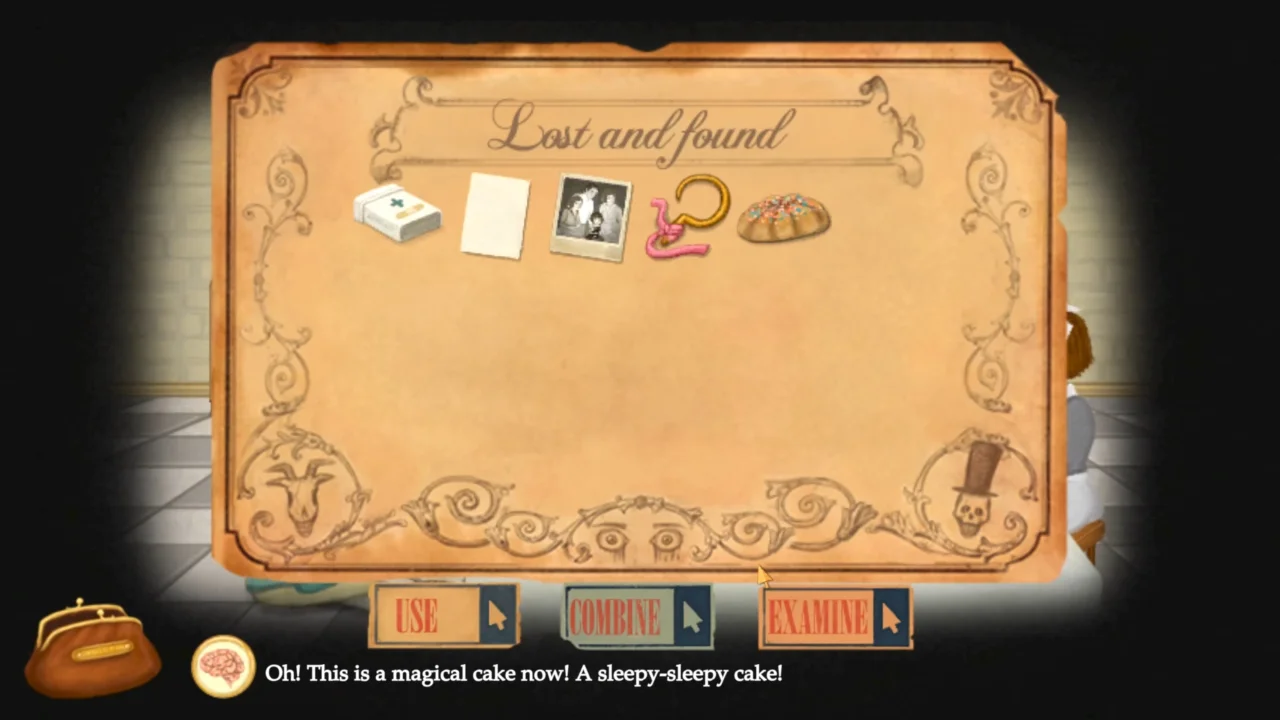 Lost and found
USE
COMBINE
EXAMINE
Oh! This is a magical cake now! A sleepy-sleepy cake!